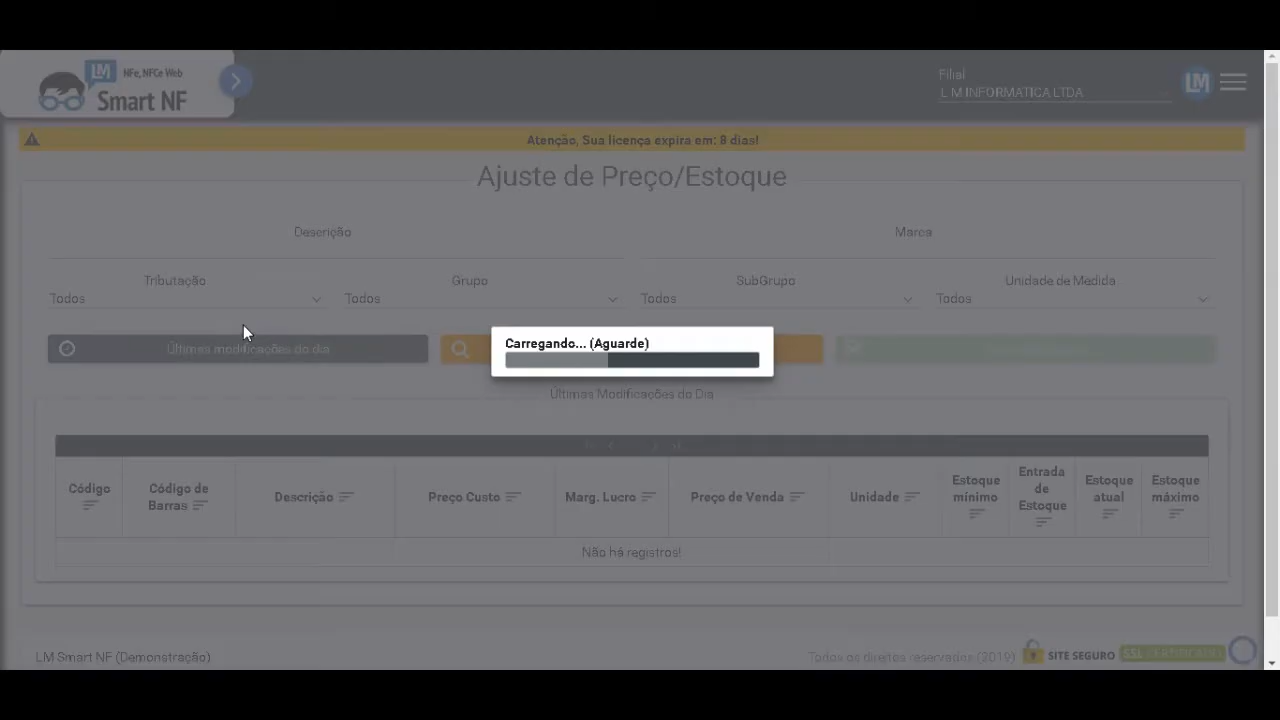 LM NFe, NFCe Web
Smart NF
Filial
L M INFORMATICA LTDA
LM
Atenção, Sua licença expira em: 8 dias!
Ajuste de Preço/Estoque
Descrição Marca
Tributação Grupo SubGrupo Unidade de Medida
Todos Todos Todos Todos
Últimas modificações do dia
Carregando... (Aguarde)
Últimas Modificações do Dia
Código Código de Barras Descrição Preço Custo Marg. Lucro Preço de Venda Unidade Estoque mínimo Entrada de Estoque Estoque atual Estoque máximo
Não há registros!
LM Smart NF (Demonstração) Todos os direitos reservados (2019) SITE SEGURO SSL CERTIFICADO